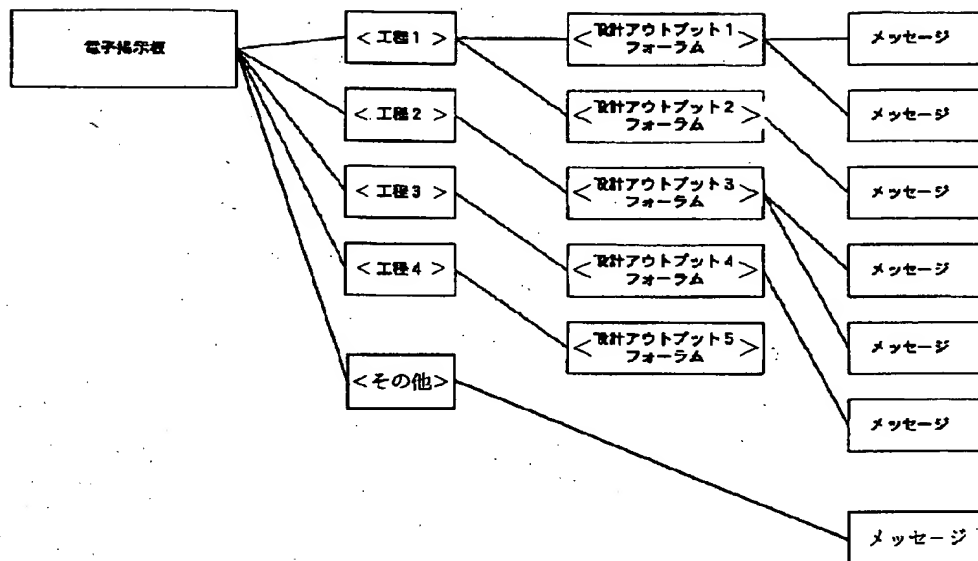 電子掲示板
＜工程1＞
＜設計アウトプット1
フォーラム＞
メッセージ
メッセージ
＜工程2＞
＜設計アウトプット2
フォーラム＞
メッセージ
＜工程3＞
＜設計アウトプット3
フォーラム＞
メッセージ
＜工程4＞
＜設計アウトプット4
フォーラム＞
メッセージ
＜設計アウトプット5
フォーラム＞
＜その他＞
メッセージ
メッセージ